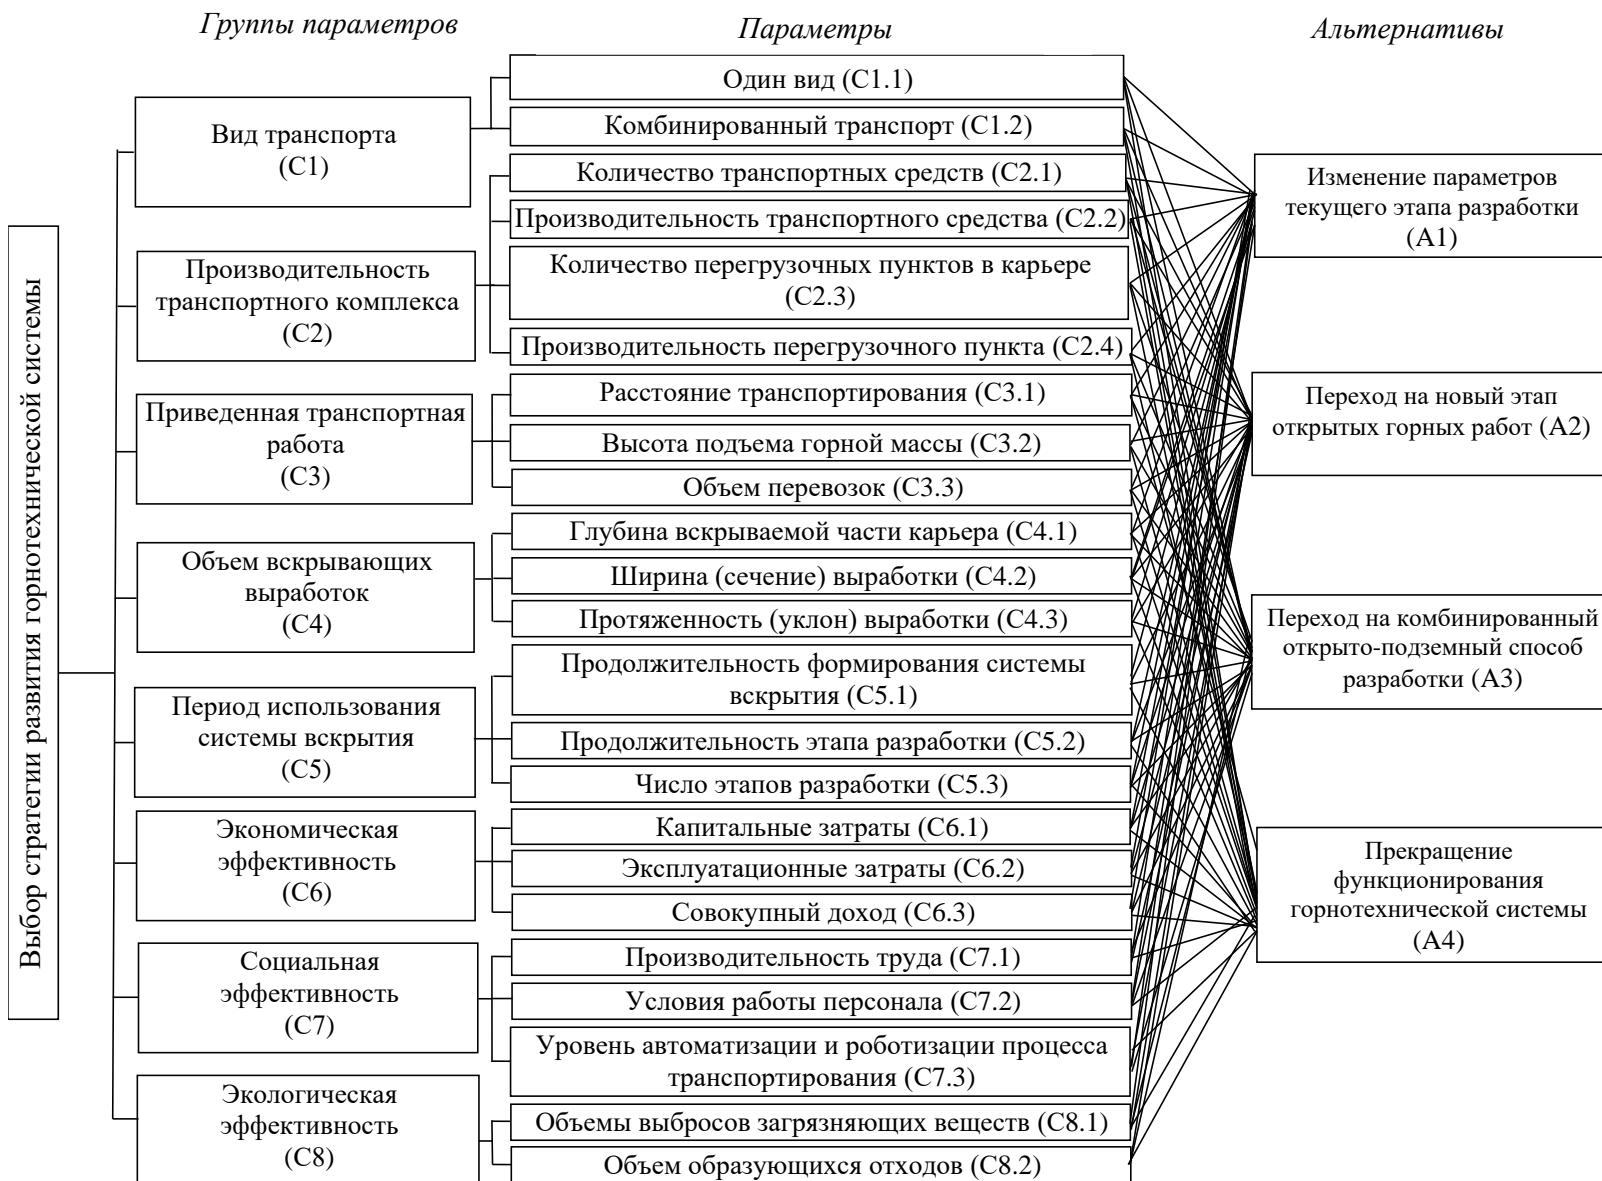 Группы параметров
Параметры
Альтернативы
Выбор стратегии развития горнотехнической системы
Вид транспорта
(С1)
Производительность
транспортного комплекса
(С2)
Приведенная транспортная
работа
(С3)
Объем вскрывающих
выработок
(С4)
Период использования
системы вскрытия
(С5)
Экономическая
эффективность
(С6)
Социальная
эффективность
(С7)
Экологическая
эффективность
(С8)
Один вид (С1.1)
Комбинированный транспорт (С1.2)
Количество транспортных средств (С2.1)
Производительность транспортного средства (С2.2)
Количество перегрузочных пунктов в карьере
(С2.3)
Производительность перегрузочного пункта (С2.4)
Расстояние транспортирования (С3.1)
Высота подъема горной массы (С3.2)
Объем перевозок (С3.3)
Глубина вскрываемой части карьера (С4.1)
Ширина (сечение) выработки (С4.2)
Протяженность (уклон) выработки (С4.3)
Продолжительность формирования системы
вскрытия (С5.1)
Продолжительность этапа разработки (С5.2)
Число этапов разработки (С5.3)
Капитальные затраты (С6.1)
Эксплуатационные затраты (С6.2)
Совокупный доход (С6.3)
Производительность труда (С7.1)
Условия работы персонала (С7.2)
Уровень автоматизации и роботизации процесса
транспортирования (С7.3)
Объемы выбросов загрязняющих веществ (С8.1)
Объем образующихся отходов (С8.2)
Изменение параметров
текущего этапа разработки
(А1)
Переход на новый этап
открытых горных работ (А2)
Переход на комбинированный
открыто-подземный способ
разработки (А3)
Прекращение
функционирования
горнотехнической системы
(А4)